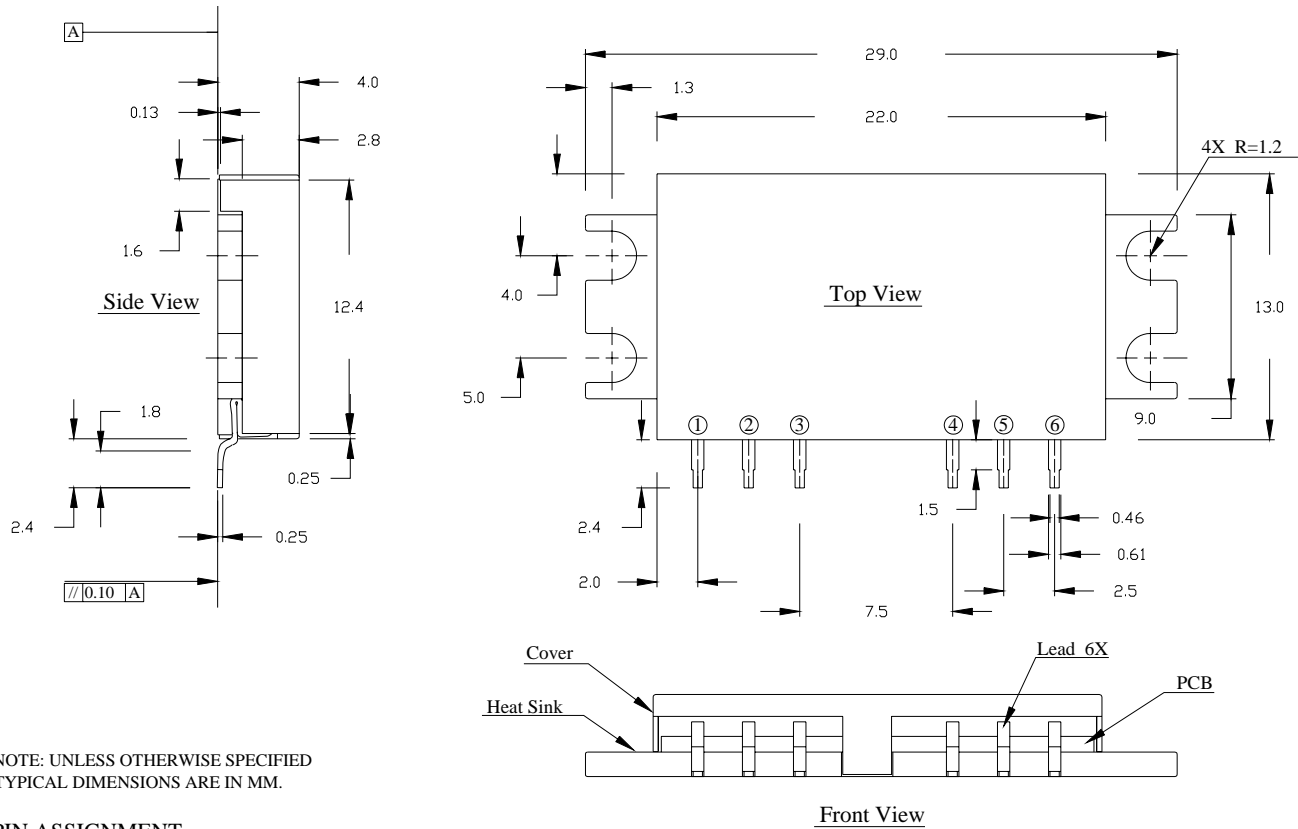 A
4.0
0.13
2.8
1.6
Side View
12.4
1.8
0.25
2.4
0.25
// 0.10 A
29.0
1.3
22.0
4X R=1.2
4.0
Top View
13.0
5.0
9.0
① ② ③ ④ ⑤ ⑥
1.5
2.4
0.46
0.61
2.0
2.5
7.5
Cover
Lead 6X
PCB
Heat Sink
Front View
NOTE: UNLESS OTHERWISE SPECIFIED
TYPICAL DIMENSIONS ARE IN MM.
PIN ASSIGNMENT